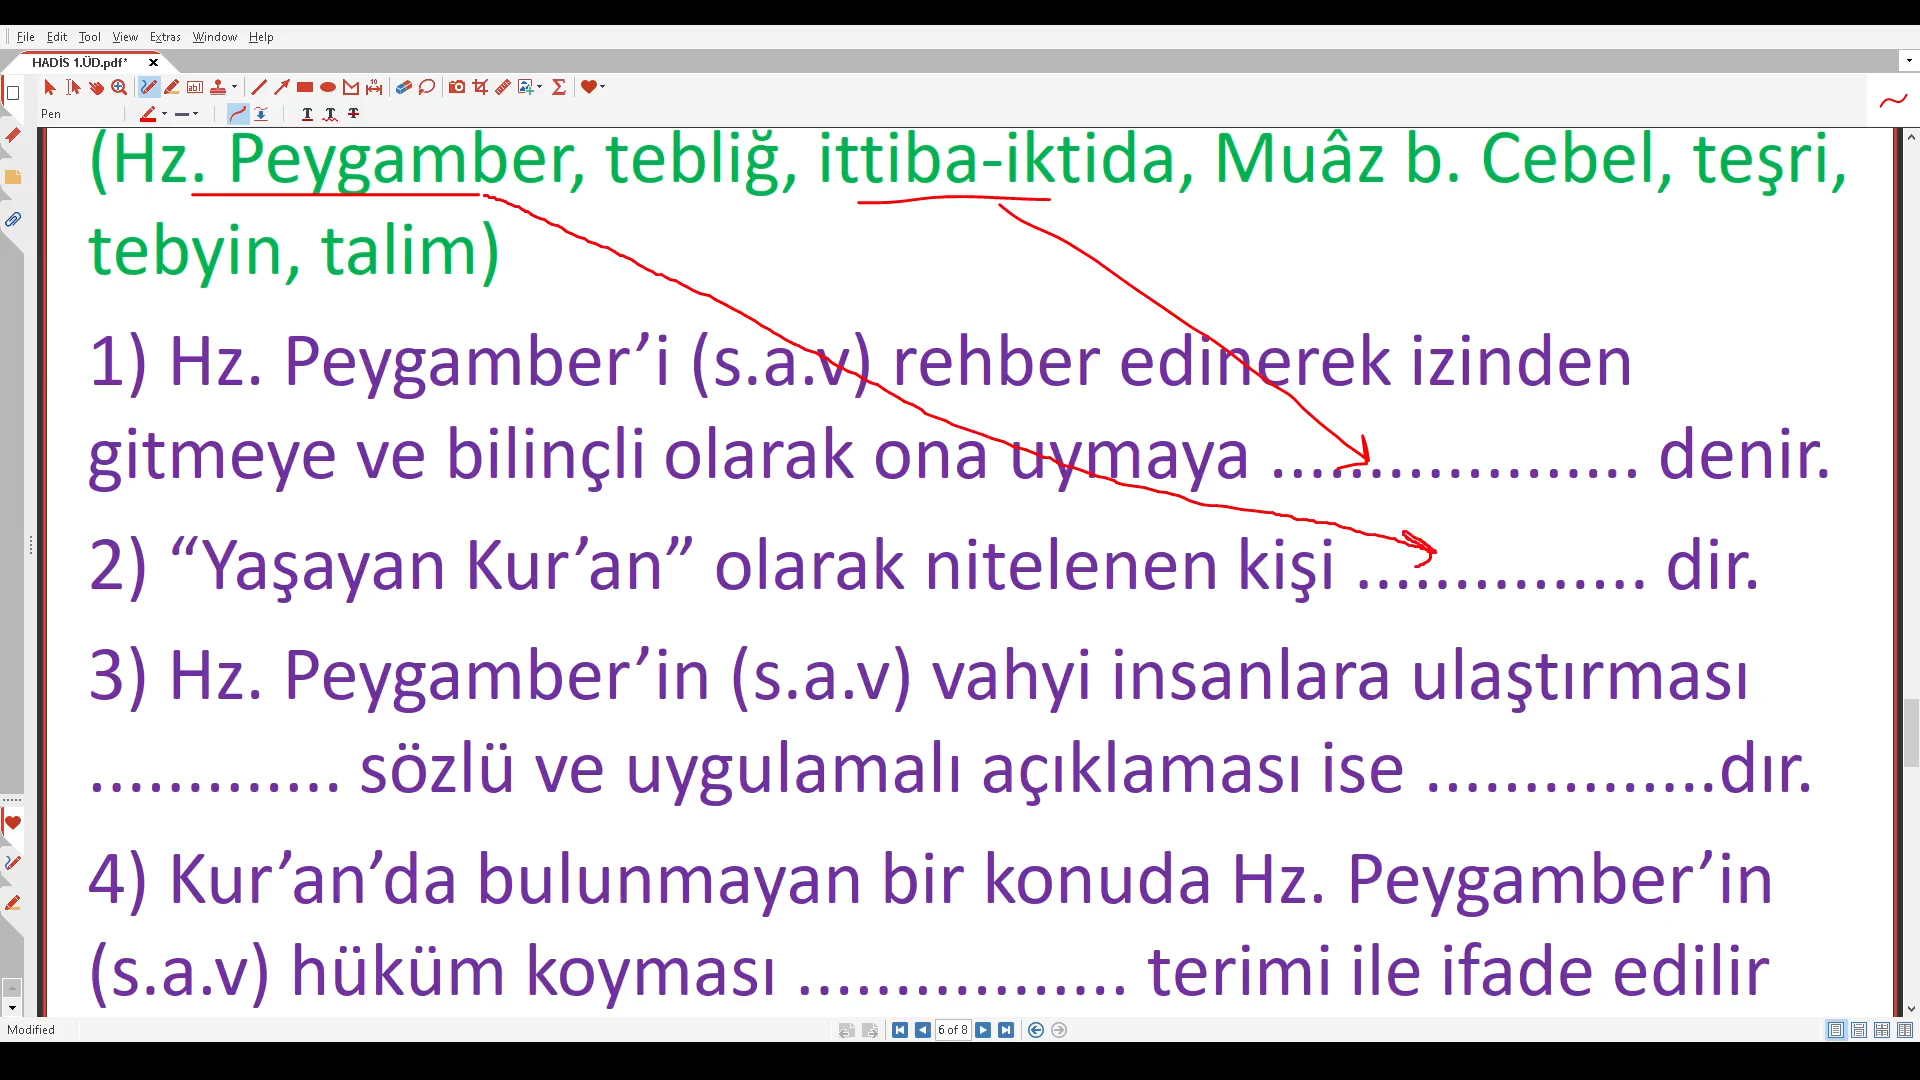 File Edit Tool View Extras Window Help
HADİS 1.ÜD.pdf*
Pen
(Hz. Peygamber, tebliğ, ittiba-iktida, Muâz b. Cebel, teşri,
tebyin, talim)
1) Hz. Peygamber’i (s.a.v) rehber edinerek izinden
gitmeye ve bilinçli olarak ona uymaya ................... denir.
2) “Yaşayan Kur’an” olarak nitelenen kişi ............... dir.
3) Hz. Peygamber’in (s.a.v) vahyi insanlara ulaştırması
............. sözlü ve uygulamalı açıklaması ise ...............dır.
4) Kur’an’da bulunmayan bir konuda Hz. Peygamber’in
(s.a.v) hüküm koyması ................. terimi ile ifade edilir
Modified
6 of 8